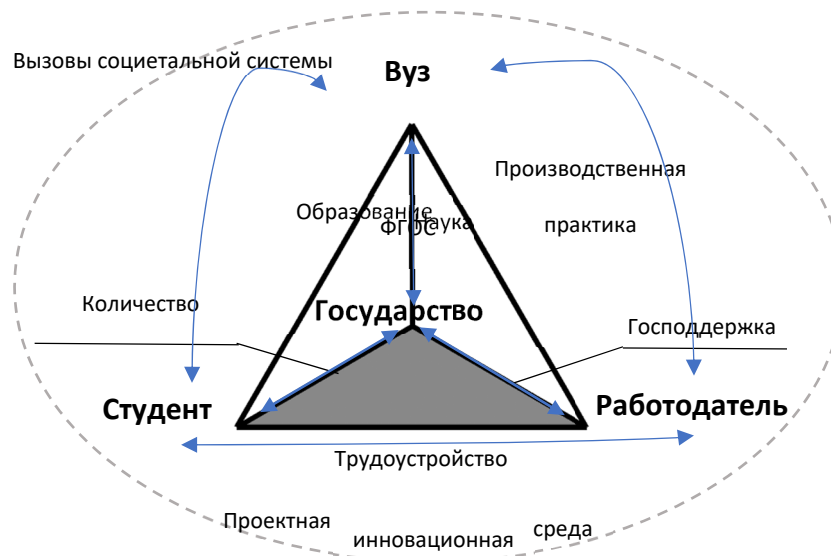 Вызовы социетальной системы
Вуз
Производственная
практика
Образование
Наука
ФГОС
Количество
Государство
Господдержка
Студент
Работодатель
Трудоустройство
Проектная
инновационная
среда